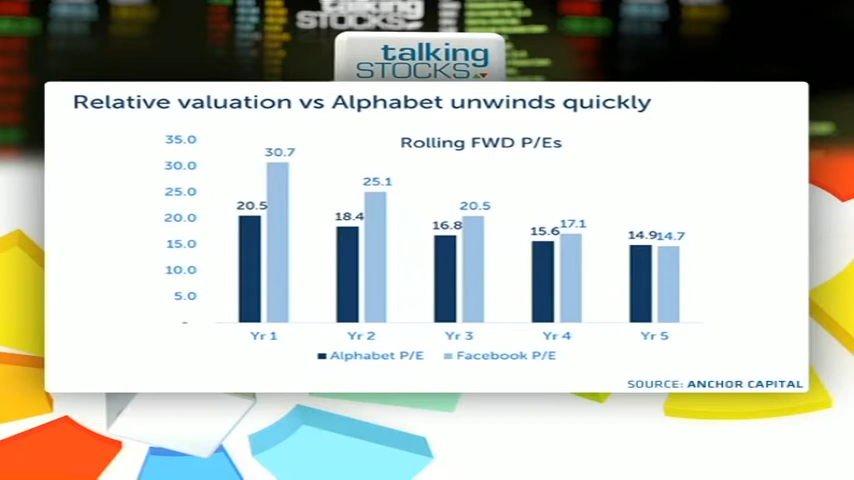 talking
STOCKS
talking
STOCKS
Relative valuation vs Alphabet unwinds quickly
Rolling FWD P/Es
35.0
30.0
25.0
20.0
15.0
10.0
5.0
-
20.5
30.7
18.4
25.1
16.8
20.5
15.6
17.1
14.9
14.7
Yr 1
Yr 2
Yr 3
Yr 4
Yr 5
Alphabet P/E
Facebook P/E
SOURCE: ANCHOR CAPITAL